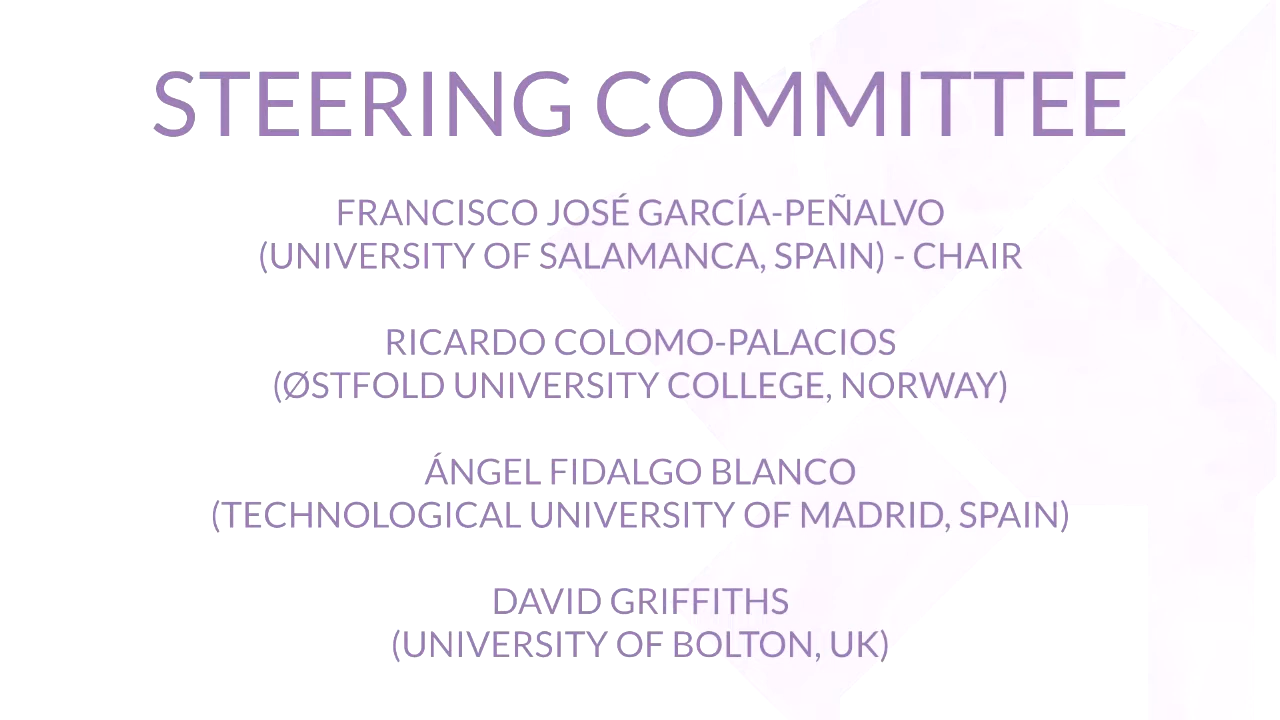 STEERING COMMITTEE
FRANCISCO JOSÉ GARCÍA-PEÑALVO
(UNIVERSITY OF SALAMANCA, SPAIN) - CHAIR
RICARDO COLOMO-PALACIOS
(ØSTFOLD UNIVERSITY COLLEGE, NORWAY)
ÁNGEL FIDALGO BLANCO
(TECHNOLOGICAL UNIVERSITY OF MADRID, SPAIN)
DAVID GRIFFITHS
(UNIVERSITY OF BOLTON, UK)